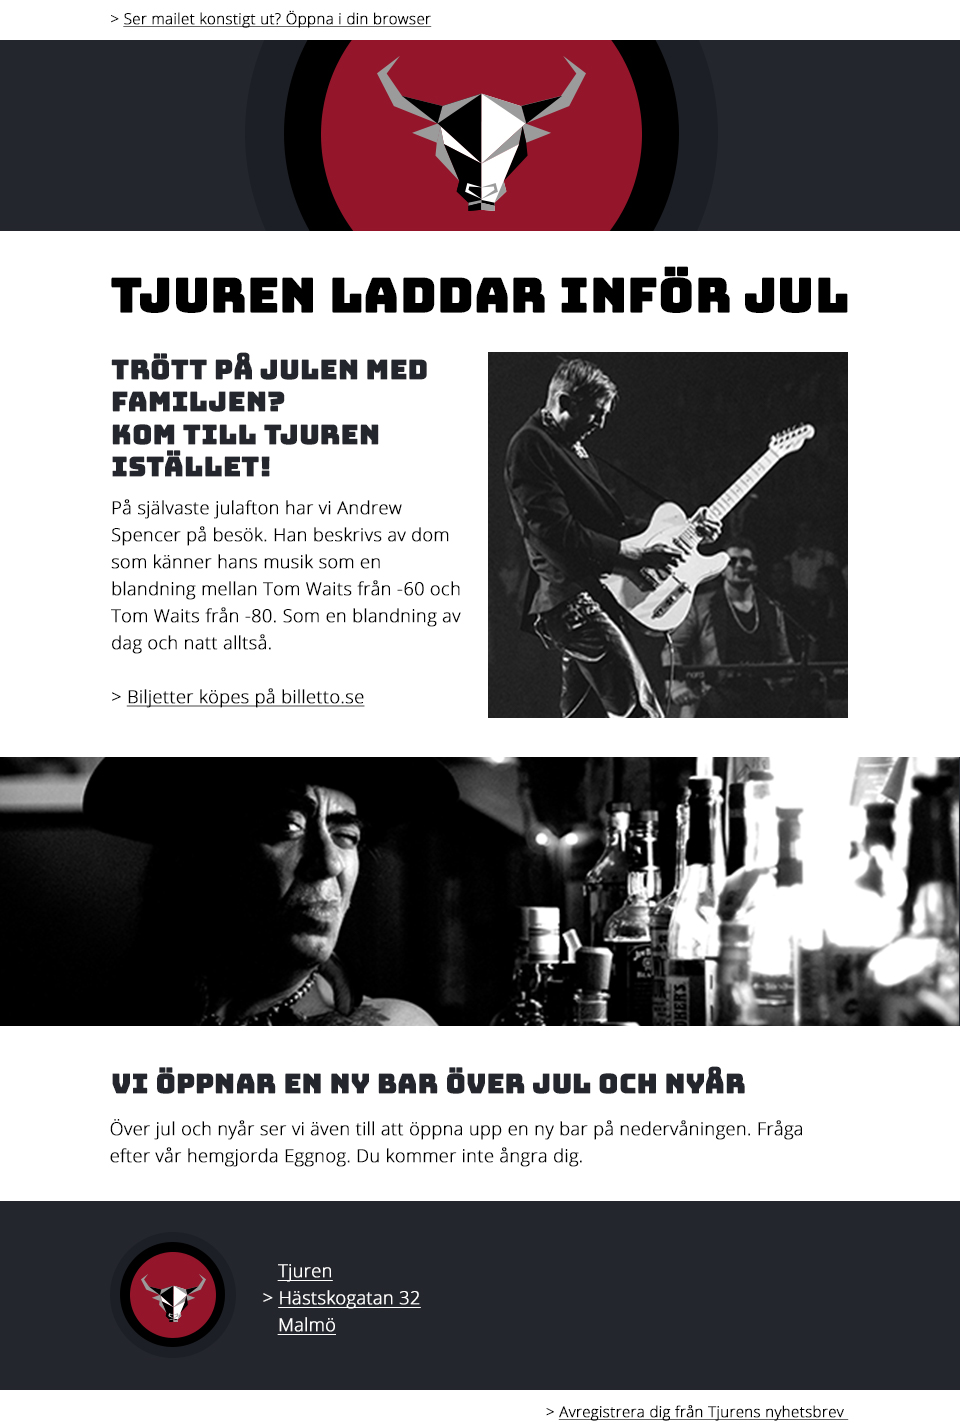 > Ser mailet konstigt ut? Öppna i din browser
TJUREN LADDAR INFÖR JUL
TRÖTT PÅ JULEN MED
FAMILJEN?
KOM TILL TJUREN
ISTÄLLET!
På självaste julafton har vi Andrew
Spencer på besök. Han beskrivs av dom
som känner hans musik som en
blandning mellan Tom Waits från -60 och
Tom Waits från -80. Som en blandning av
dag och natt alltså.
> Biljetter köpes på billetto.se
VI ÖPPNAR EN NY BAR ÖVER JUL OCH NYÅR
Över jul och nyår ser vi även till att öppna upp en ny bar på nedervåningen. Fråga
efter vår hemgjorda Eggnog. Du kommer inte ångra dig.
Tjuren
> Hästskogatan 32
Malmö
> Avregistrera dig från Tjurens nyhetsbrev